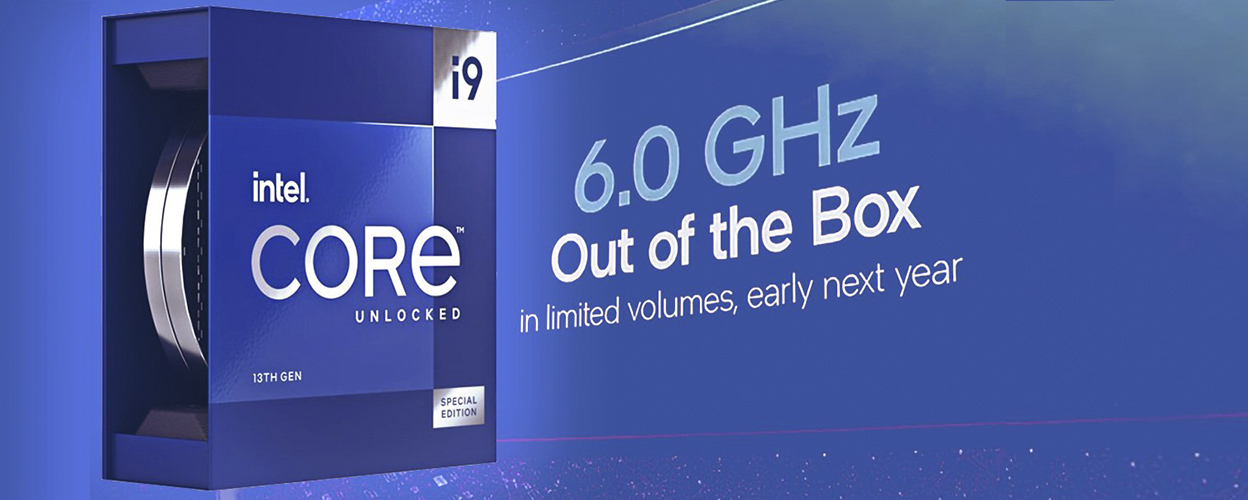 i9
intel.
CORE™
UNLOCKED
13TH GEN
SPECIAL
EDITION
6.0 GHz
Out of the Box
in limited volumes, early next year